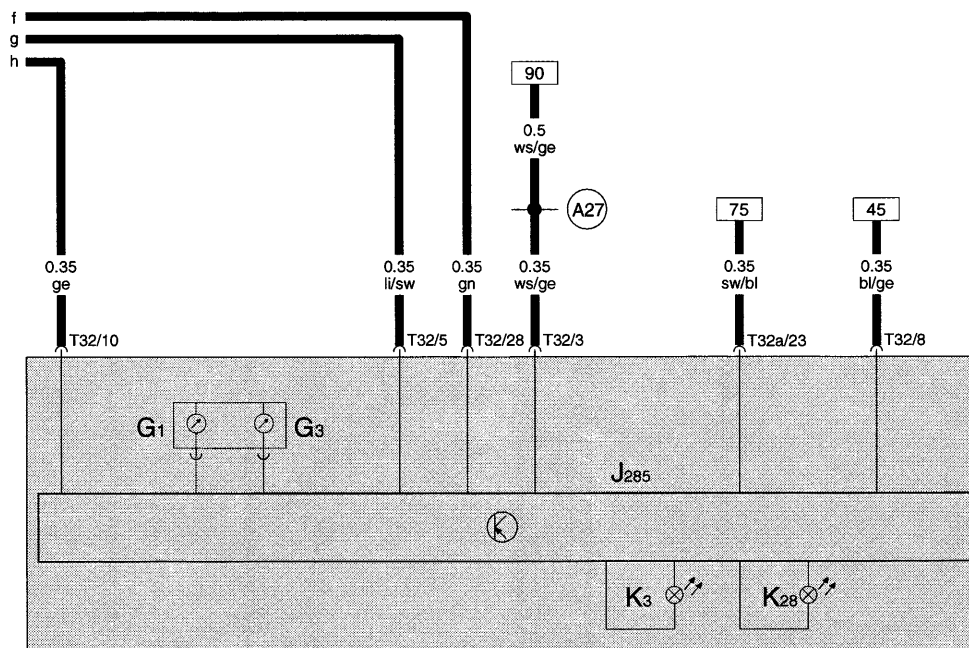 f
g
h
90
0.5
ws/ge
A27
75
45
0.35
ge
0.35
li/sw
0.35
gn
0.35
ws/ge
0.35
sw/bl
0.35
bl/ge
T32/10
T32/5
T32/28
T32/3
T32a/23
T32/8
G1
G3
J285
K3
K28